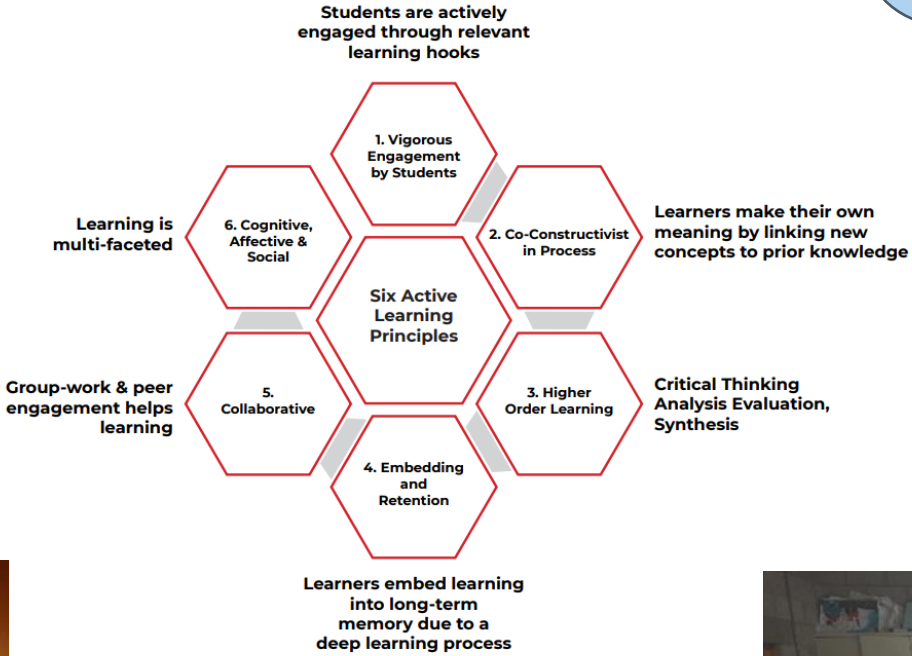 Students are actively
engaged through relevant
learning hooks
1. Vigorous
Engagement
by Students
2. Co-Constructivist
in Process
Learners make their own
meaning by linking new
concepts to prior knowledge
3. Higher
Order Learning
Critical Thinking
Analysis Evaluation,
Synthesis
4. Embedding
and
Retention
Learners embed learning
into long-term
memory due to a
deep learning process
5.
Collaborative
Group-work & peer
engagement helps
learning
6. Cognitive,
Affective &
Social
Learning is
multi-faceted
Six Active
Learning
Principles